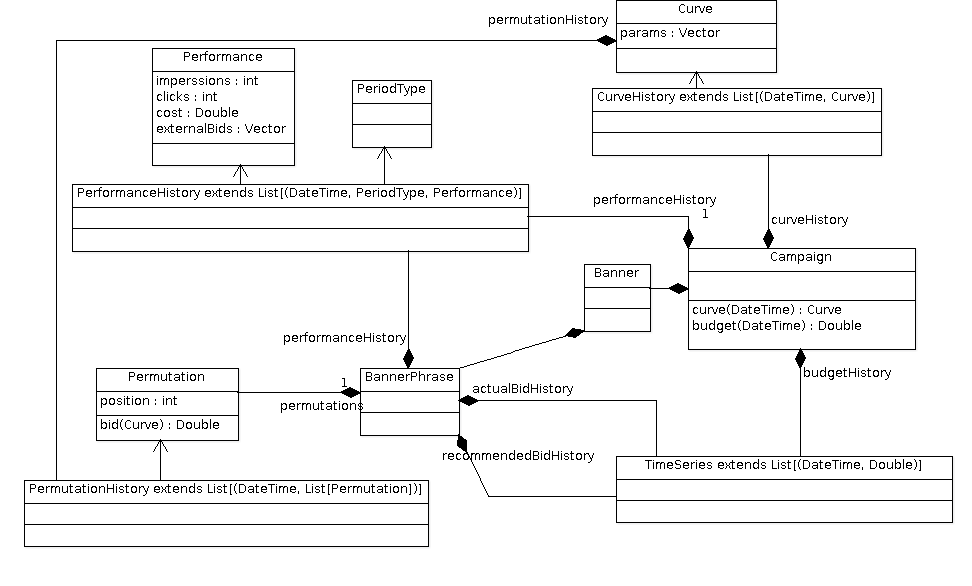 Curve
permutationHistory
params : Vector
Performance
imperssions : int
clicks : int
cost : Double
externalBids : Vector
PeriodType
CurveHistory extends List[(DateTime, Curve)]
PerformanceHistory extends List[(DateTime, PeriodType, Performance)]
performanceHistory
1
curveHistory
Campaign
Banner
curve(DateTime) : Curve
budget(DateTime) : Double
performanceHistory
budgetHistory
Permutation
BannerPhrase
1
actualBidHistory
position : int
permutations
bid(Curve) : Double
recommendedBidHistory
TimeSeries extends List[(DateTime, Double)]
PermutationHistory extends List[(DateTime, List[Permutation])]